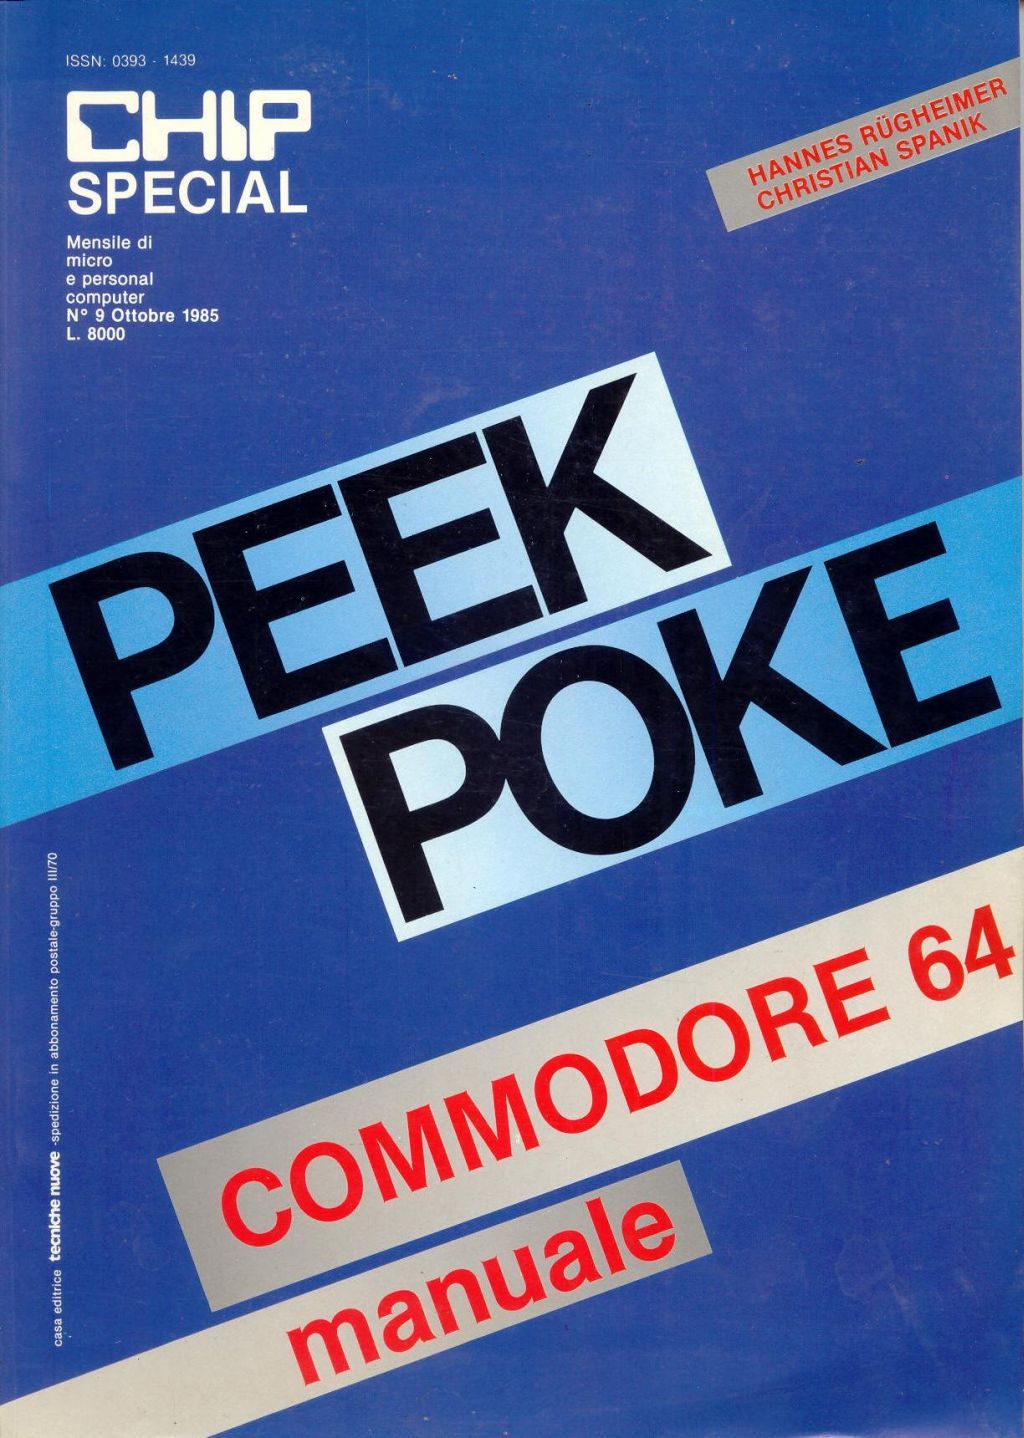 ISSN: 0393 - 1439
CHIP
SPECIAL
Mensile di
micro
e personal
computer
N° 9 Ottobre 1985
L. 8000
HANNES RÜGHEIMER
CHRISTIAN SPANIK
PEEK
POKE
COMMODORE 64
manuale
casa editrice tecniche nuove -spedizione in abbonamento postale-gruppo III/70